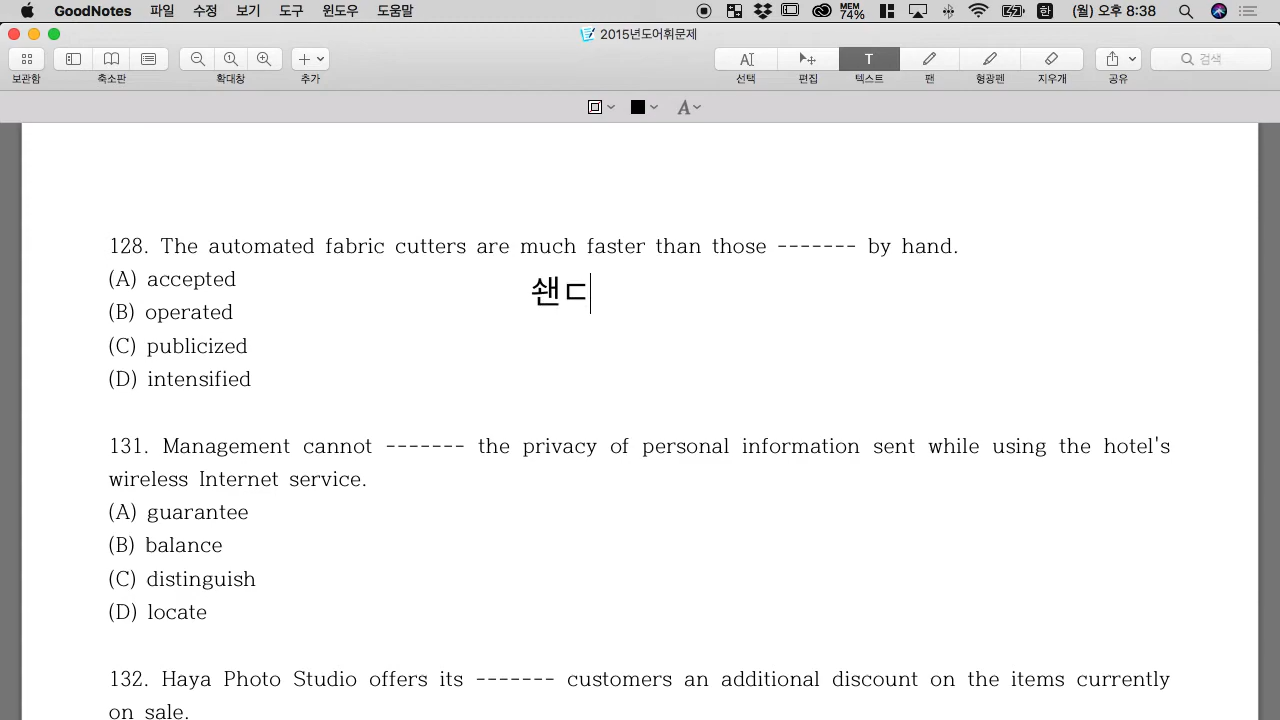 GoodNotes 파일 수정 보기 도구 윈도우 도움말 MEM 74% 한 (월) 오후 8:38
2015년도어휘문제
보관함 축소판 확대창 추가 선택 편집 T 텍스트 펜 형광펜 지우개 공유 검색
A
128. The automated fabric cutters are much faster than those ------- by hand.
(A) accepted
쇈ㄷ
(B) operated
(C) publicized
(D) intensified
131. Management cannot ------- the privacy of personal information sent while using the hotel's
wireless Internet service.
(A) guarantee
(B) balance
(C) distinguish
(D) locate
132. Haya Photo Studio offers its ------- customers an additional discount on the items currently
on sale.